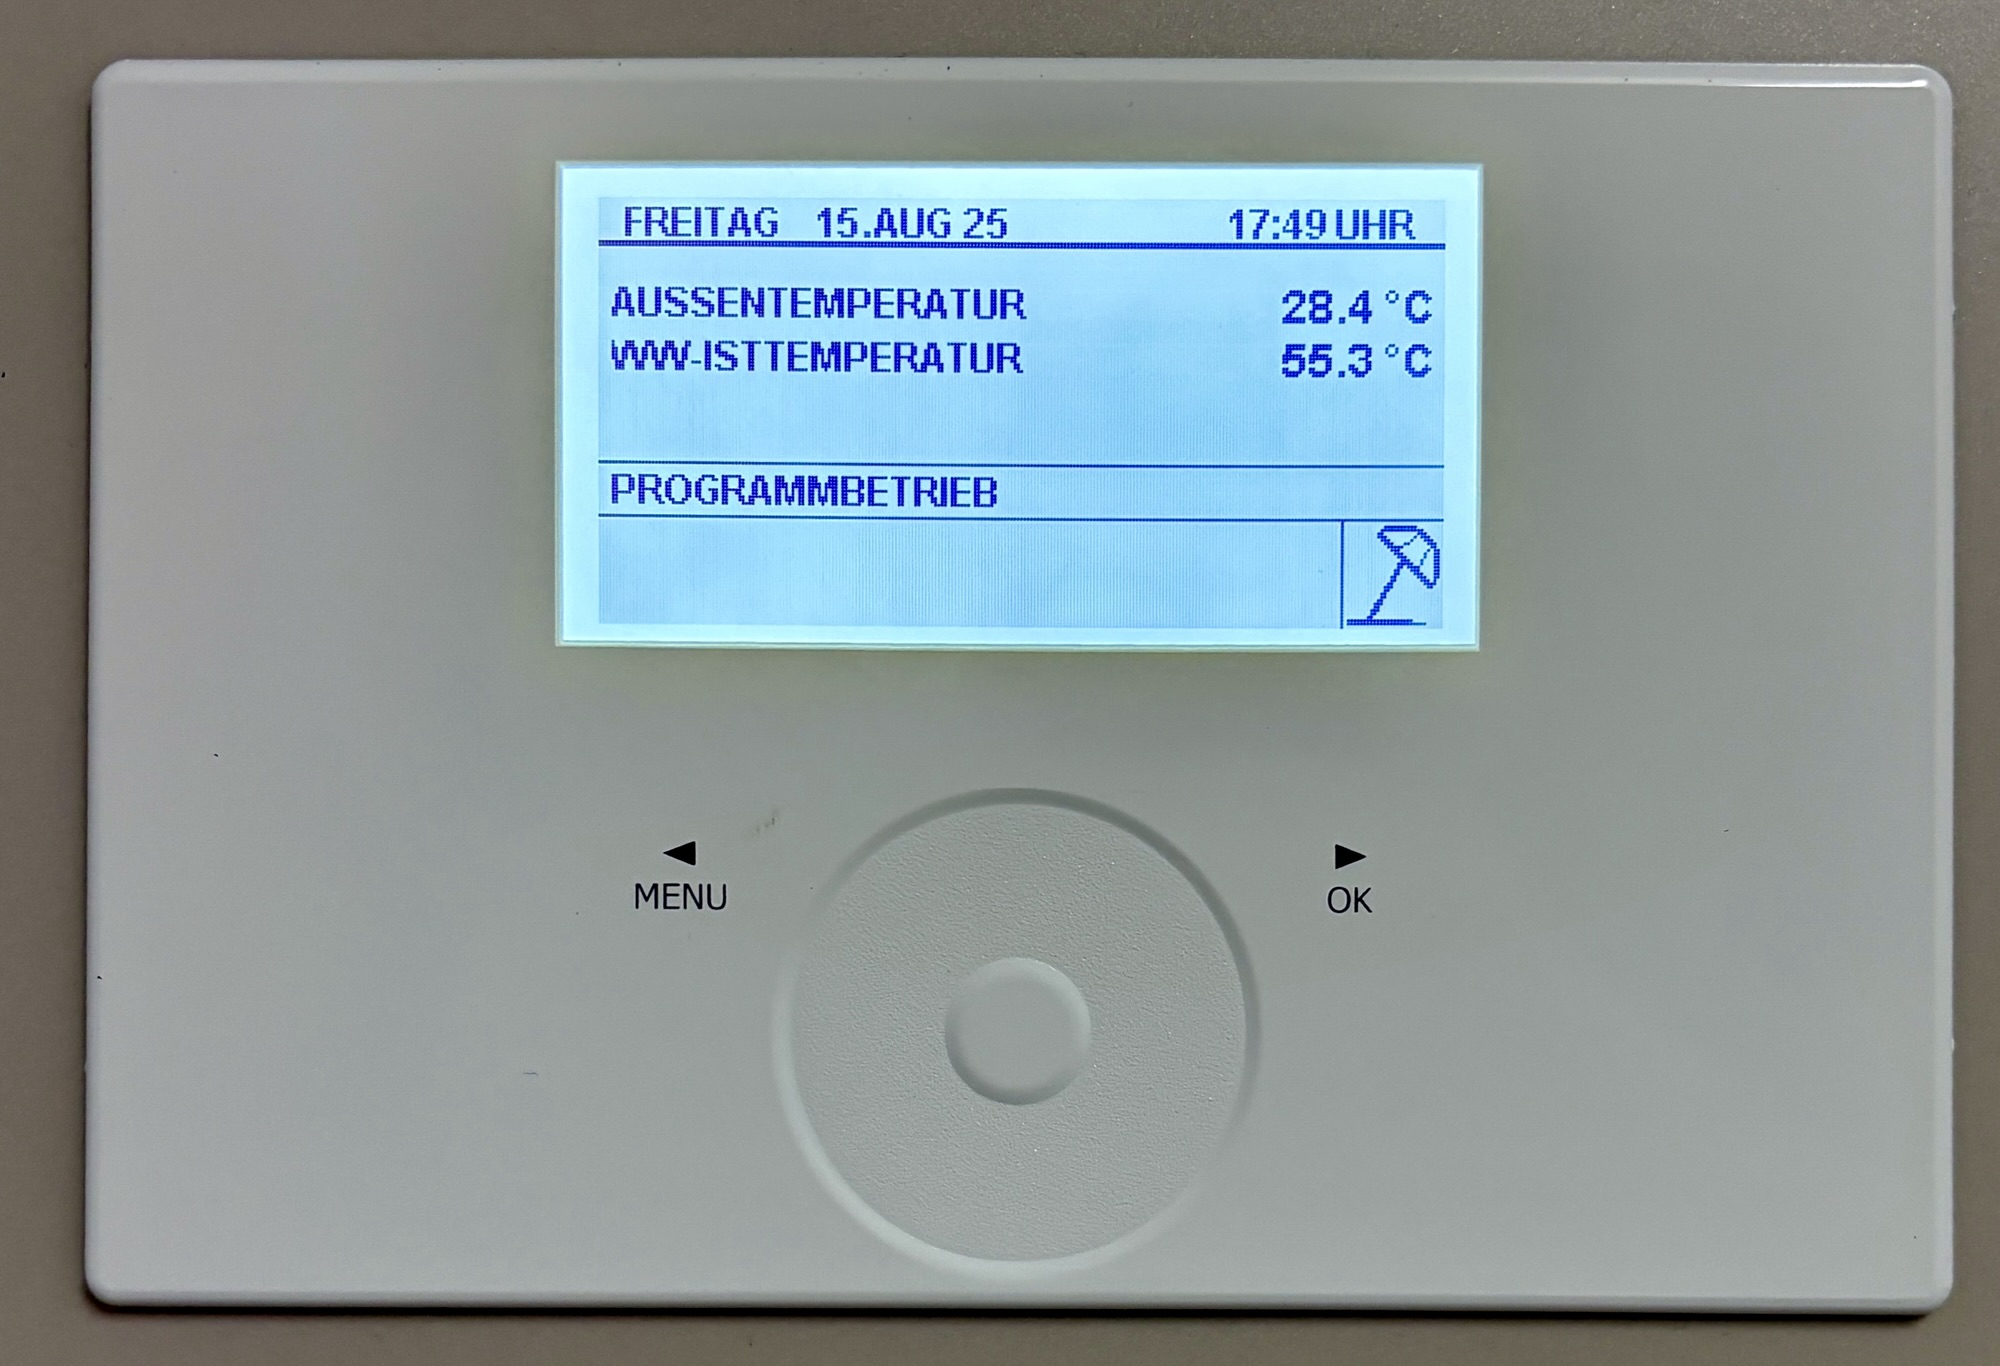 FREITAG 15.AUG 25 17:49 UHR
AUSSENTEMPERATUR 28.4 °C
WW-ISTTEMPERATUR 55.3 °C
PROGRAMMBETRIEB
◀ ▶
MENU OK